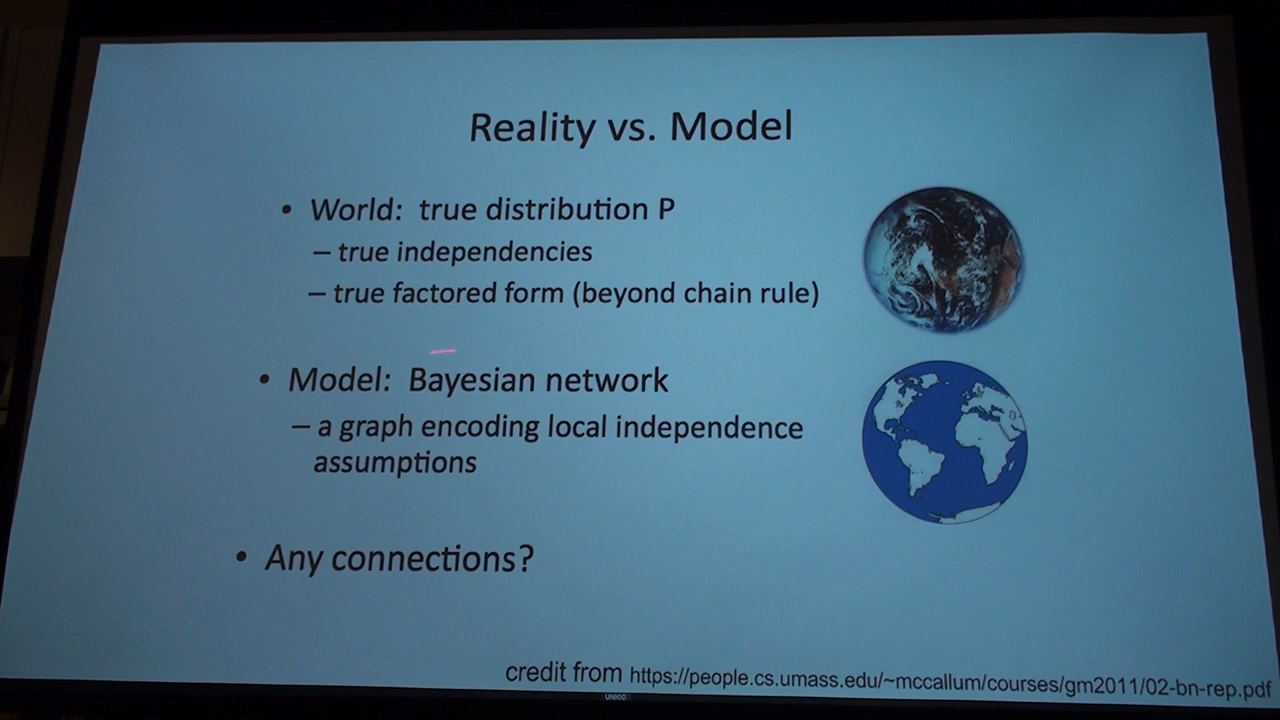 Reality vs. Model
• World: true distribution P
– true independencies
– true factored form (beyond chain rule)
• Model: Bayesian network
– a graph encoding local independence
assumptions
• Any connections?
credit from https://people.cs.umass.edu/~mccallum/courses/gm2011/02-bn-rep.pdf